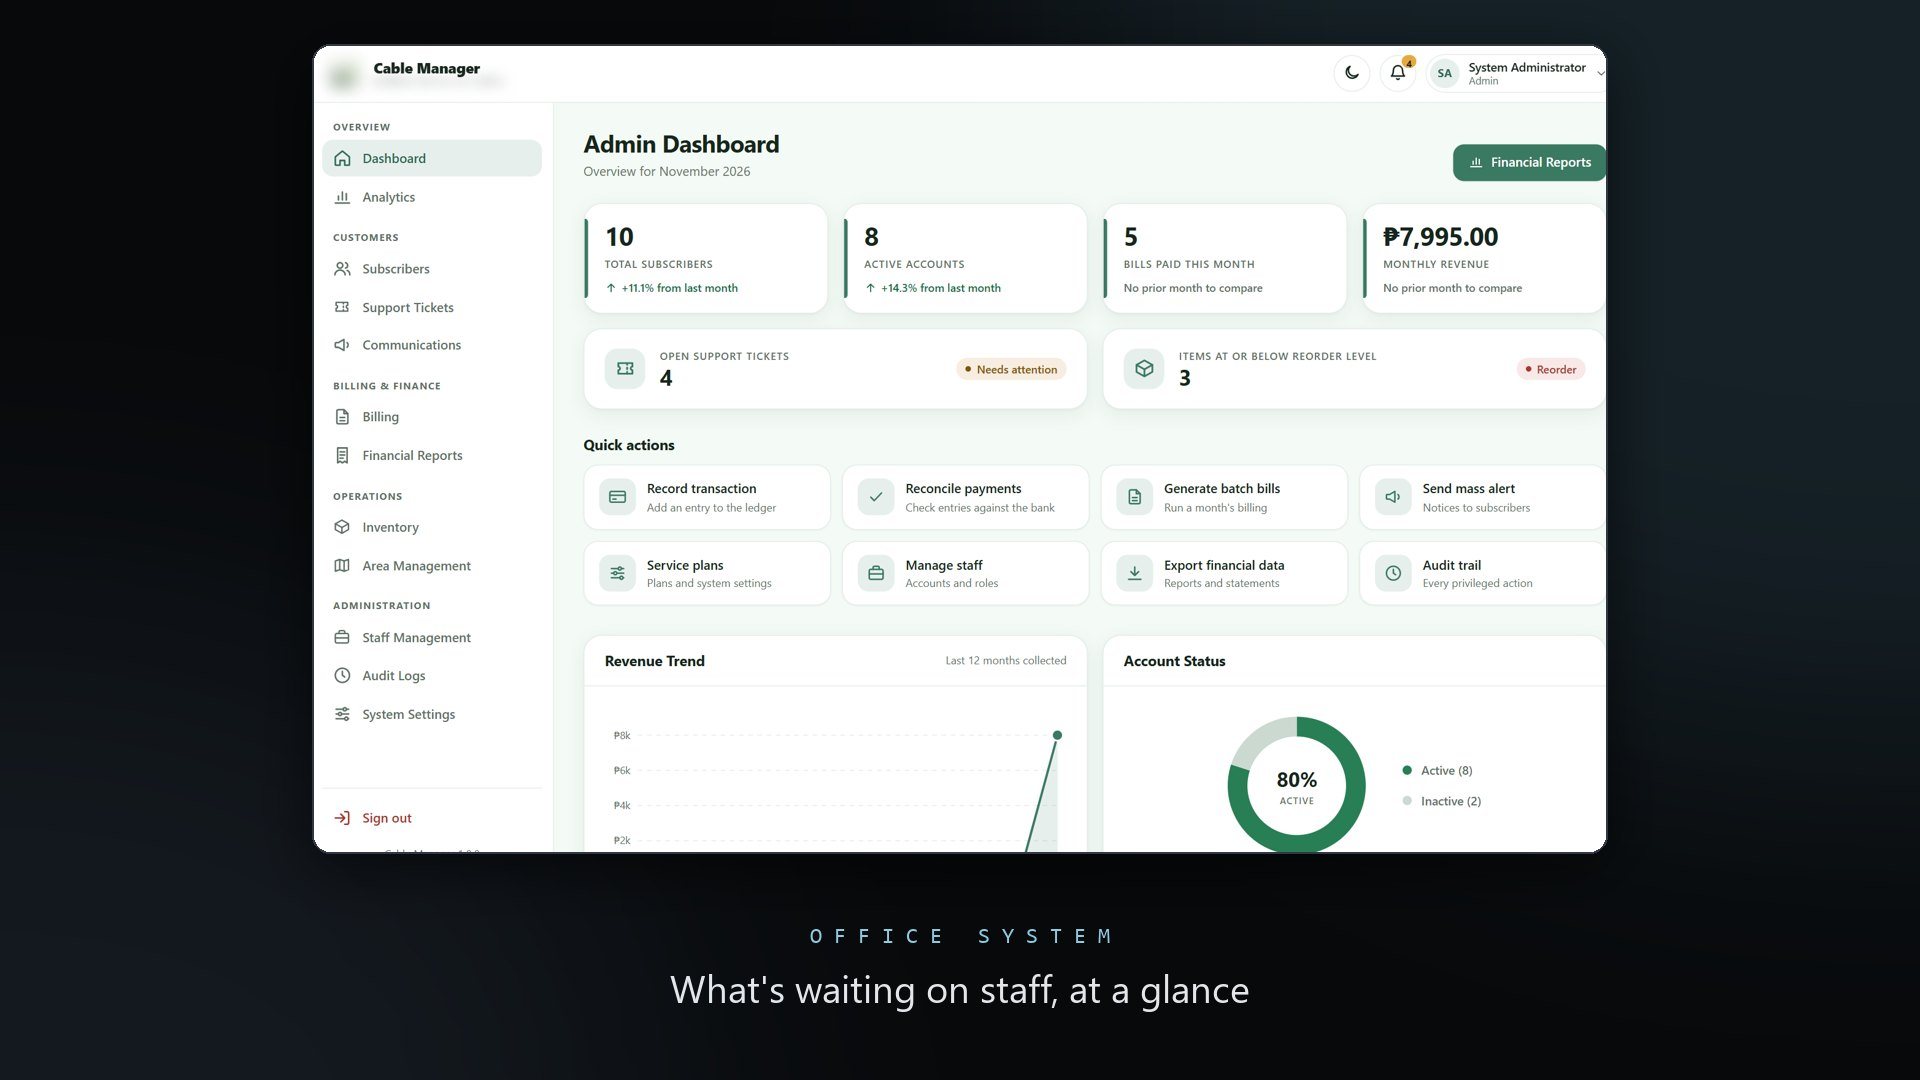 Cable Manager
4
SA
System Administrator
Admin
OVERVIEW
Dashboard
Analytics
CUSTOMERS
Subscribers
Support Tickets
Communications
BILLING & FINANCE
Billing
Financial Reports
OPERATIONS
Inventory
Area Management
ADMINISTRATION
Staff Management
Audit Logs
System Settings
Sign out
Admin Dashboard
Overview for November 2026
Financial Reports
10
TOTAL SUBSCRIBERS
↑ +11.1% from last month
8
ACTIVE ACCOUNTS
↑ +14.3% from last month
5
BILLS PAID THIS MONTH
No prior month to compare
₱7,995.00
MONTHLY REVENUE
No prior month to compare
OPEN SUPPORT TICKETS
4
Needs attention
ITEMS AT OR BELOW REORDER LEVEL
3
Reorder
Quick actions
Record transaction
Add an entry to the ledger
Reconcile payments
Check entries against the bank
Generate batch bills
Run a month's billing
Send mass alert
Notices to subscribers
Service plans
Plans and system settings
Manage staff
Accounts and roles
Export financial data
Reports and statements
Audit trail
Every privileged action
Revenue Trend
Last 12 months collected
₱8k
₱6k
₱4k
₱2k
Account Status
80%
ACTIVE
Active (8)
Inactive (2)
OFFICE SYSTEM
What's waiting on staff, at a glance